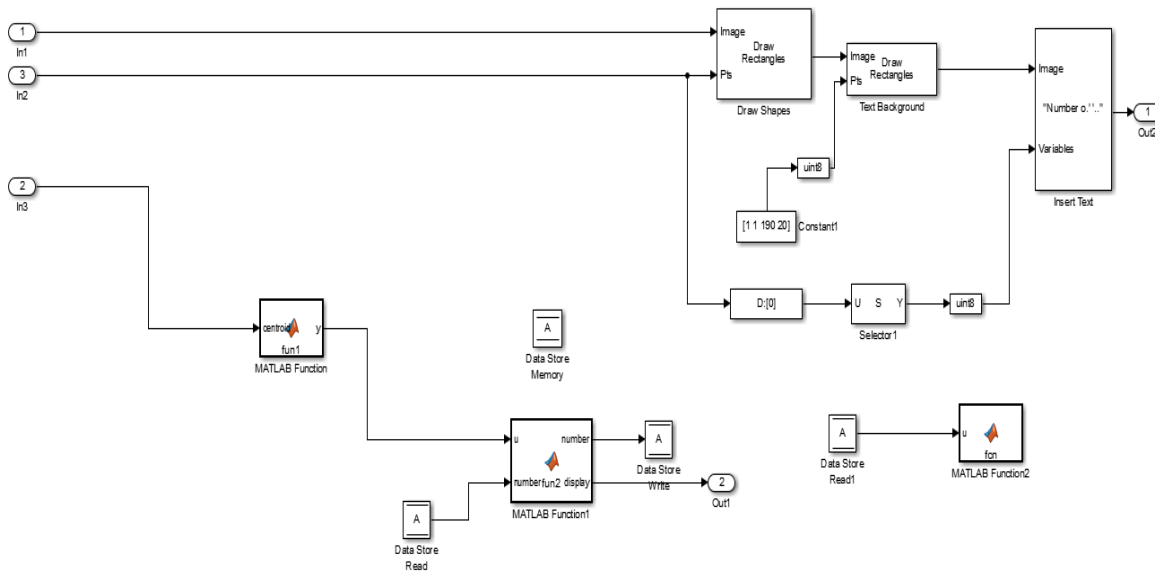 1
In1
3
In2
Image
Pts
Draw
Rectangles
Draw Shapes
Image
Pts
Draw
Rectangles
Text Background
Image
"Number o.' '.."
Variables
Insert Text
1
Out2
uint8
[1 1 190 20]
Constant1
2
In3
D:[0]
U S Y
Selector1
uint8
centroid
y
fun1
MATLAB Function
A
Data Store
Memory
u
number
number
fun2
display
MATLAB Function1
A
Data Store
Write
2
Out1
A
Data Store
Read
A
Data Store
Read1
u
fcn
MATLAB Function2